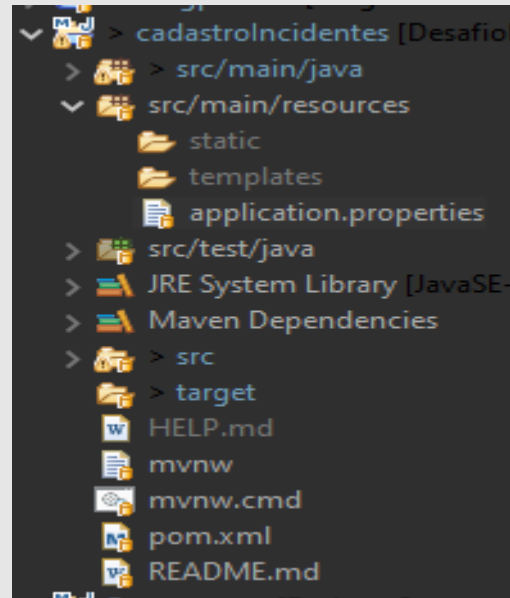 > cadastroIncidentes [Desafio
> src/main/java
src/main/resources
static
templates
application.properties
src/test/java
JRE System Library [JavaSE-
Maven Dependencies
> src
> target
HELP.md
mvnw
mvnw.cmd
pom.xml
README.md